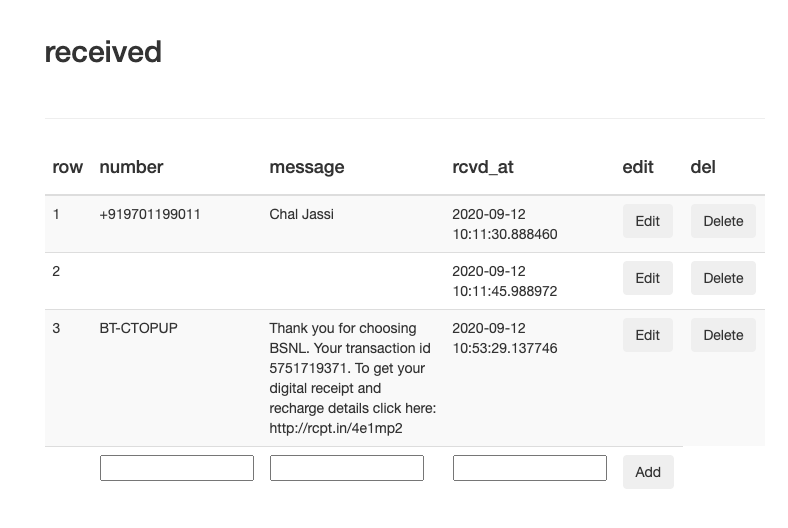 received
row number message rcvd_at edit del
1 +919701199011 Chal Jassi 2020-09-12 Edit Delete
10:11:30.888460
2 2020-09-12 Edit Delete
10:11:45.988972
3 BT-CTOPUP Thank you for choosing 2020-09-12 Edit Delete
BSNL. Your transaction id 10:53:29.137746
5751719371. To get your
digital receipt and
recharge details click here:
http://rcpt.in/4e1mp2
Add